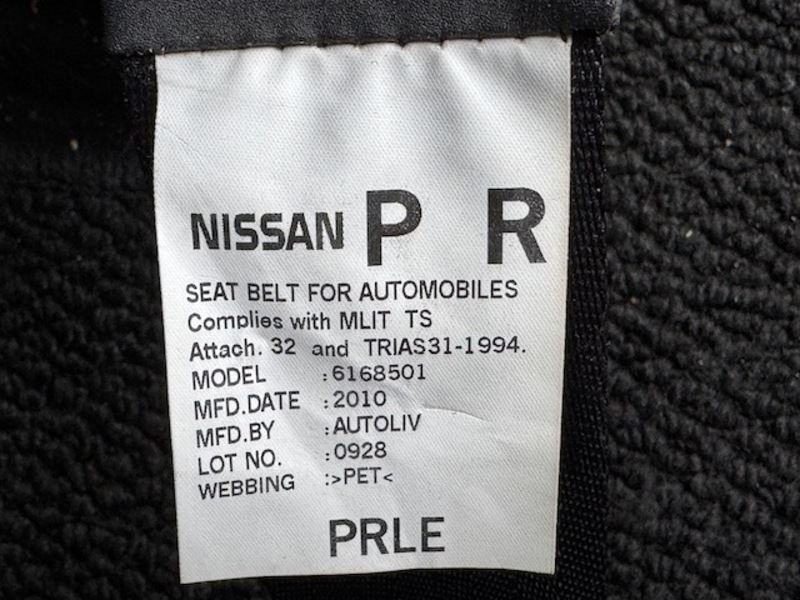 NISSAN P R
SEAT BELT FOR AUTOMOBILES
Complies with MLIT TS
Attach. 32 and TRIAS31-1994.
MODEL :6168501
MFD.DATE :2010
MFD.BY :AUTOLIV
LOT NO. :0928
WEBBING :>PET<
PRLE